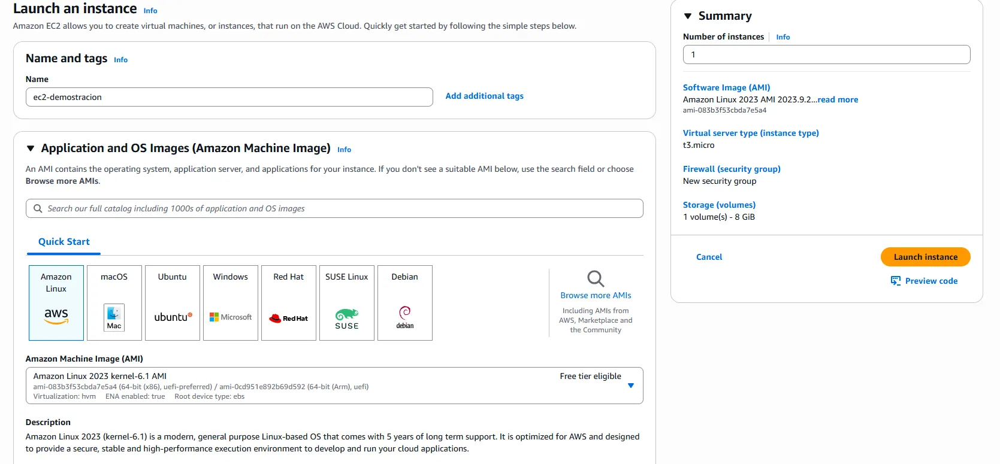 Launch an instance Info
Amazon EC2 allows you to create virtual machines, or instances, that run on the AWS Cloud. Quickly get started by following the simple steps below.
Name and tags Info
Name
ec2-demostracion
Add additional tags
Application and OS Images (Amazon Machine Image) Info
An AMI contains the operating system, application server, and applications for your instance. If you don't see a suitable AMI below, use the search field or choose
Browse more AMIs.
Search our full catalog including 1000s of application and OS images
Quick Start
Amazon
Linux
aws
macOS
Mac
Ubuntu
ubuntu
Windows
Microsoft
Red Hat
Red Hat
SUSE Linux
SUSE
Debian
debian
Browse more AMIs
Including AMIs from
AWS, Marketplace and
the Community
Amazon Machine Image (AMI)
Amazon Linux 2023 kernel-6.1 AMI
Free tier eligible
ami-083b3f53cbda7e5a4 (64-bit (x86), uefi-preferred) / ami-0cd951e892b69d592 (64-bit (Arm), uefi)
Virtualization: hvm ENA enabled: true Root device type: ebs
Description
Amazon Linux 2023 (kernel-6.1) is a modern, general purpose Linux-based OS that comes with 5 years of long term support. It is optimized for AWS and designed
to provide a secure, stable and high-performance execution environment to develop and run your cloud applications.
Summary
Number of instances Info
1
Software Image (AMI)
Amazon Linux 2023 AMI 2023.9.2...read more
ami-083b3f53cbda7e5a4
Virtual server type (instance type)
t3.micro
Firewall (security group)
New security group
Storage (volumes)
1 volume(s) - 8 GiB
Cancel
Launch instance
Preview code